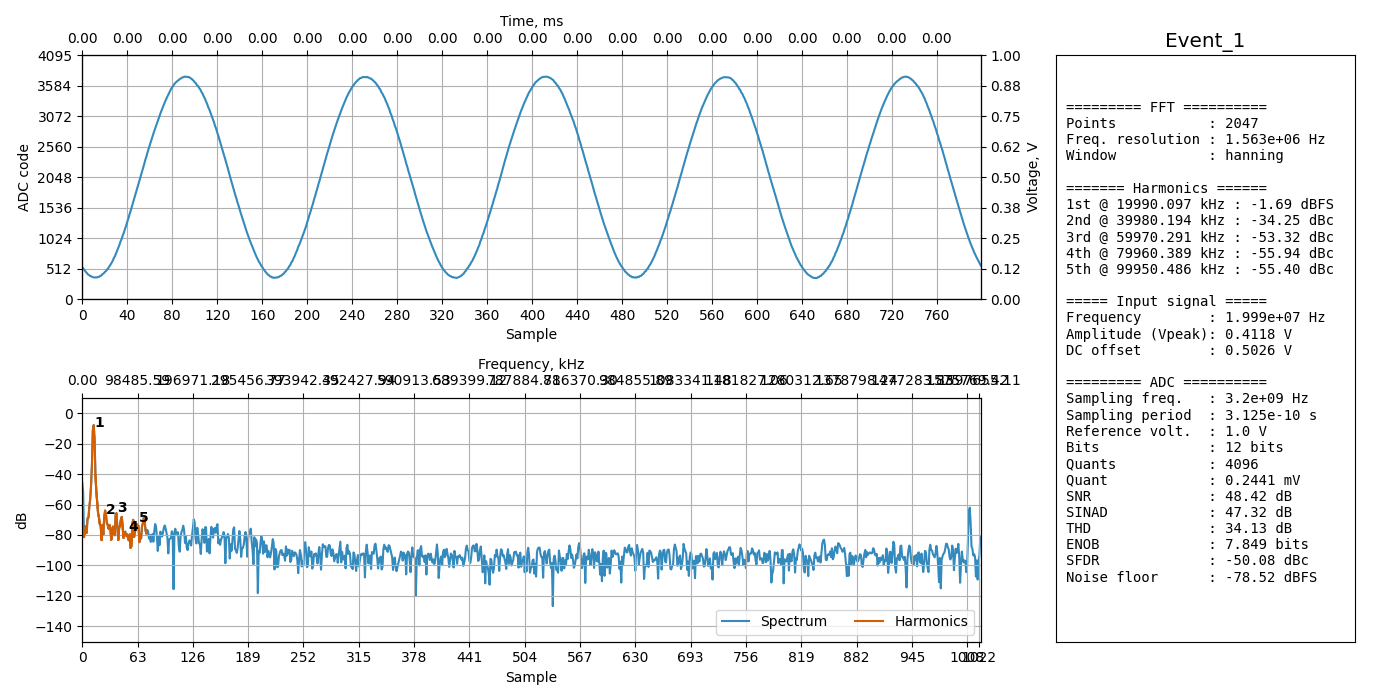 Time, ms
0.00 0.00 0.00 0.00 0.00 0.00 0.00 0.00 0.00 0.00 0.00 0.00 0.00 0.00 0.00 0.00 0.00 0.00 0.00 0.00
4095
3584
3072
2560
2048
1536
1024
512
0
ADC code
1.00
0.88
0.75
0.62
0.50
0.38
0.25
0.12
0.00
Voltage, V
0 40 80 120 160 200 240 280 320 360 400 440 480 520 560 600 640 680 720 760
Sample
Frequency, kHz
0.00 98485.59
0
−20
−40
−60
−80
−100
−120
−140
dB
1
2
3
4
5
Spectrum
Harmonics
0 63 126 189 252 315 378 441 504 567 630 693 756 819 882 945 1008 1022
Sample
Event_1
========= FFT ==========
Points : 2047
Freq. resolution : 1.563e+06 Hz
Window : hanning
======= Harmonics ======
1st @ 19990.097 kHz : -1.69 dBFS
2nd @ 39980.194 kHz : -34.25 dBc
3rd @ 59970.291 kHz : -53.32 dBc
4th @ 79960.389 kHz : -55.94 dBc
5th @ 99950.486 kHz : -55.40 dBc
===== Input signal =====
Frequency : 1.999e+07 Hz
Amplitude (Vpeak): 0.4118 V
DC offset : 0.5026 V
========= ADC ==========
Sampling freq. : 3.2e+09 Hz
Sampling period : 3.125e-10 s
Reference volt. : 1.0 V
Bits : 12 bits
Quants : 4096
Quant : 0.2441 mV
SNR : 48.42 dB
SINAD : 47.32 dB
THD : 34.13 dB
ENOB : 7.849 bits
SFDR : -50.08 dBc
Noise floor : -78.52 dBFS